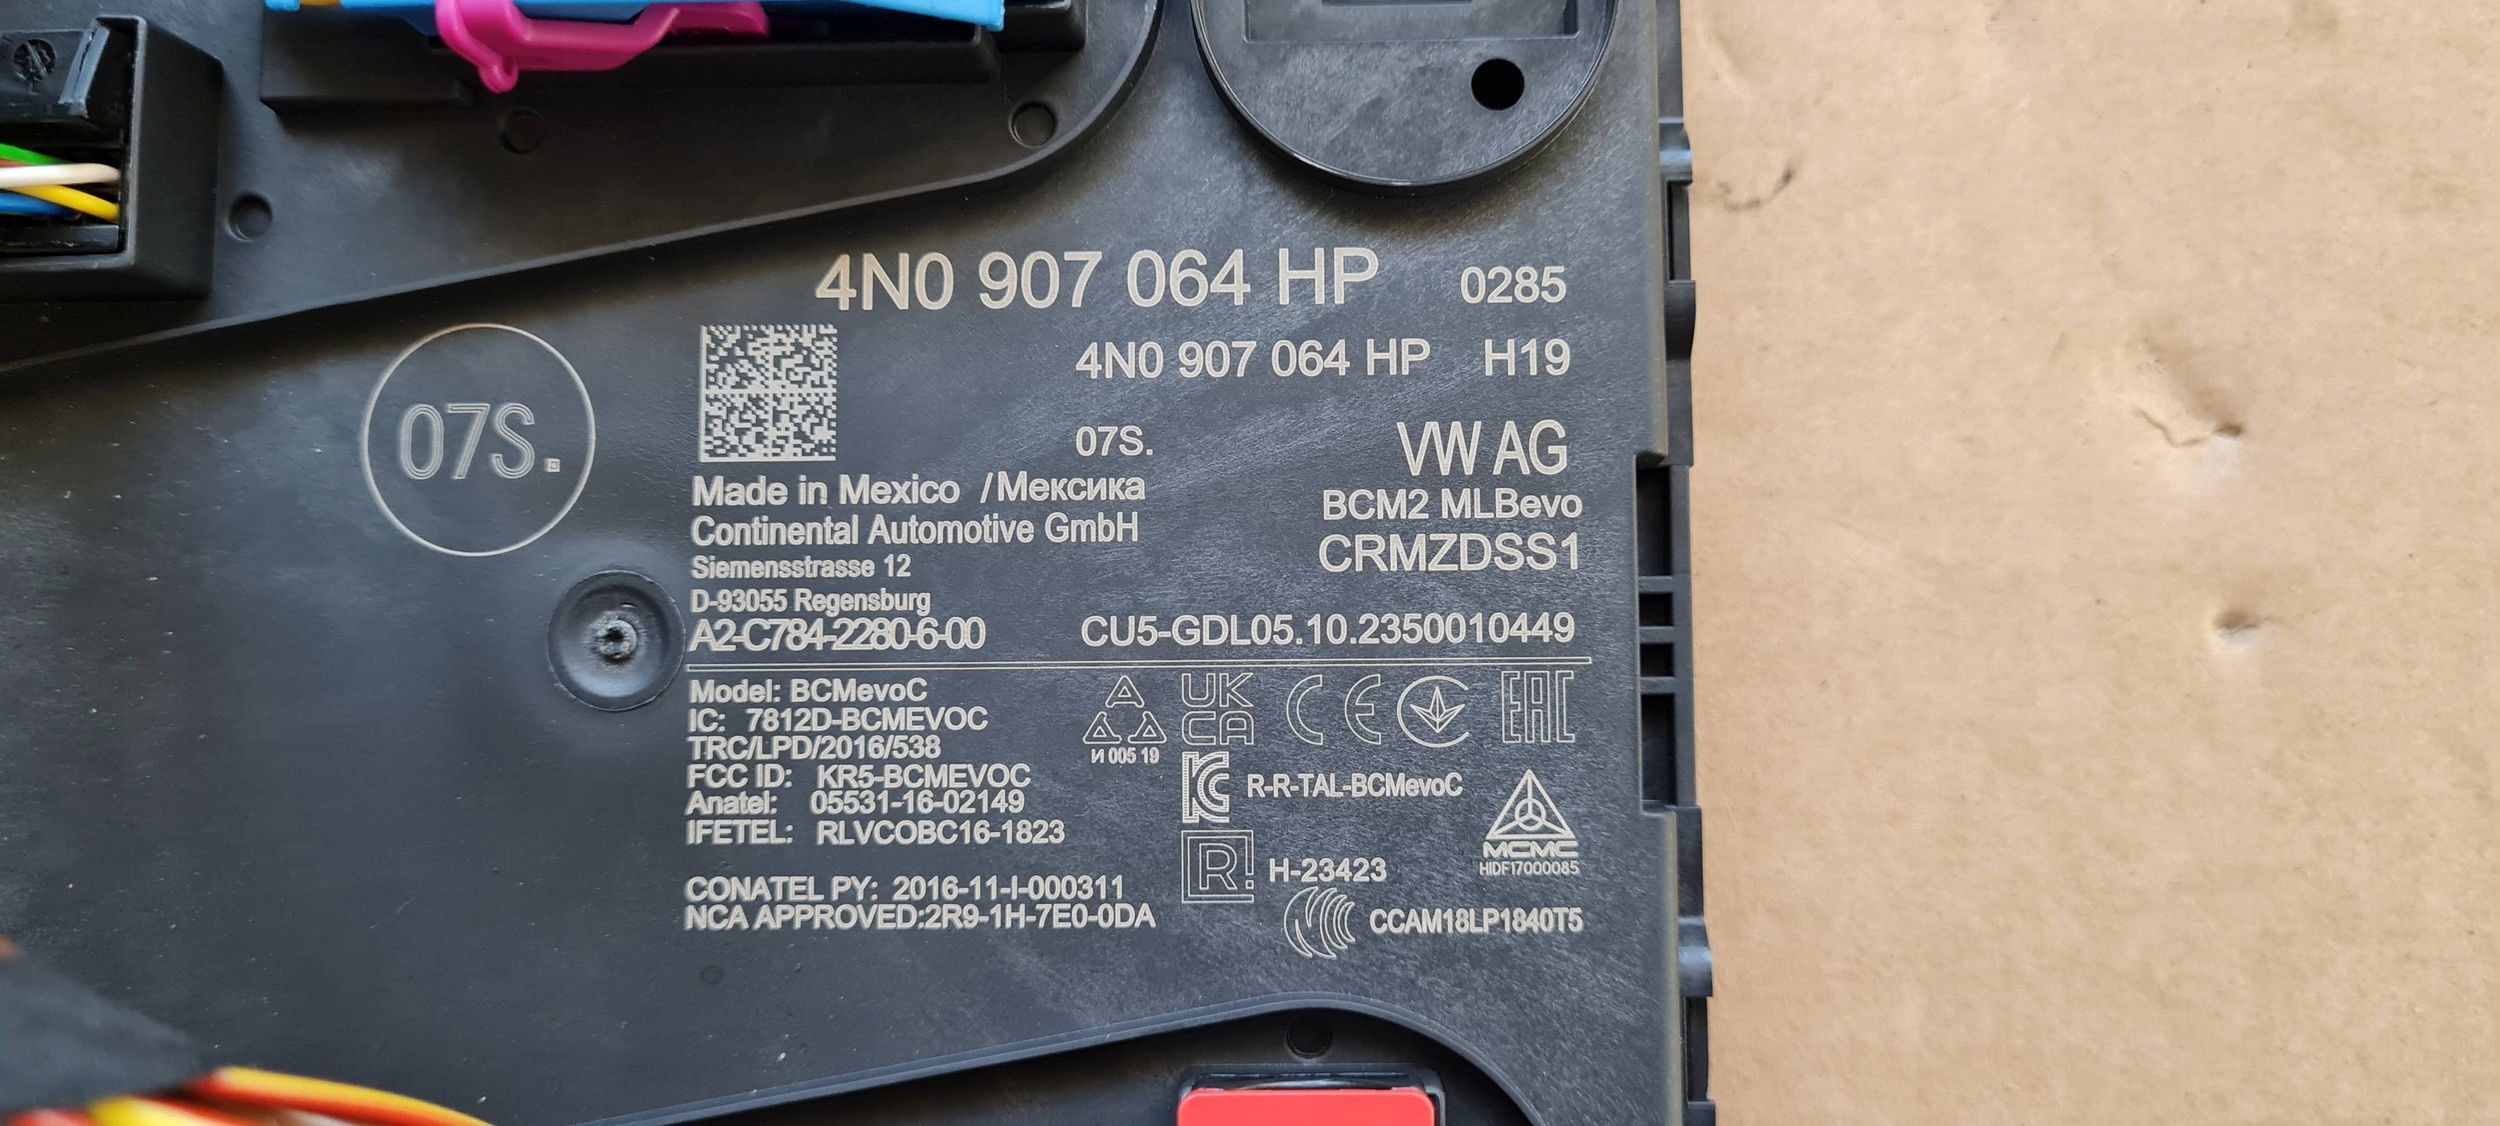 4N0 907 064 HP 0285
4N0 907 064 HP H19
07S.
07S.
VW AG
Made in Mexico /Мексика
BCM2 MLBevo
Continental Automotive GmbH
CRMZDSS1
Siemensstrasse 12
D-93055 Regensburg
A2-C784-2280-6-00
CU5-GDL05.10.2350010449
Model: BCMevoC
IC: 7812D-BCMEVOC
TRC/LPD/2016/538
FCC ID: KR5-BCMEVOC
Anatel: 05531-16-02149
IFETEL: RLVCOBC16-1823
CONATEL PY: 2016-11-I-000311
NCA APPROVED:2R9-1H-7E0-0DA
A
И 005 19
UK
CA
CE
EAC
KC
R-R-TAL-BCMevoC
MCMC
HIDF17000085
R!
H-23423
CCAM18LP1840T5